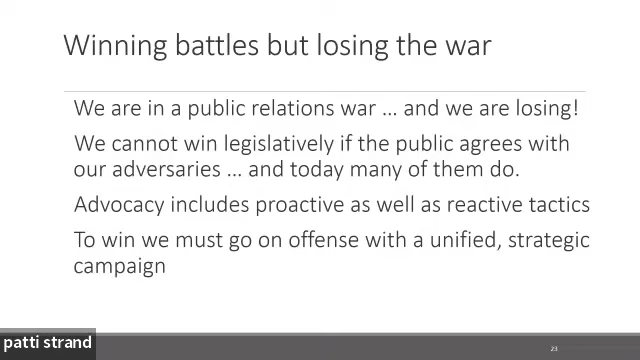 Winning battles but losing the war
We are in a public relations war … and we are losing!
We cannot win legislatively if the public agrees with
our adversaries … and today many of them do.
Advocacy includes proactive as well as reactive tactics
To win we must go on offense with a unified, strategic
campaign
patti strand
23